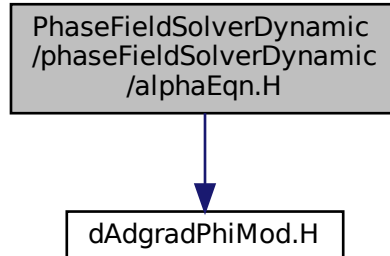 PhaseFieldSolverDynamic
/phaseFieldSolverDynamic
/alphaEqn.H
dAdgradPhiMod.H